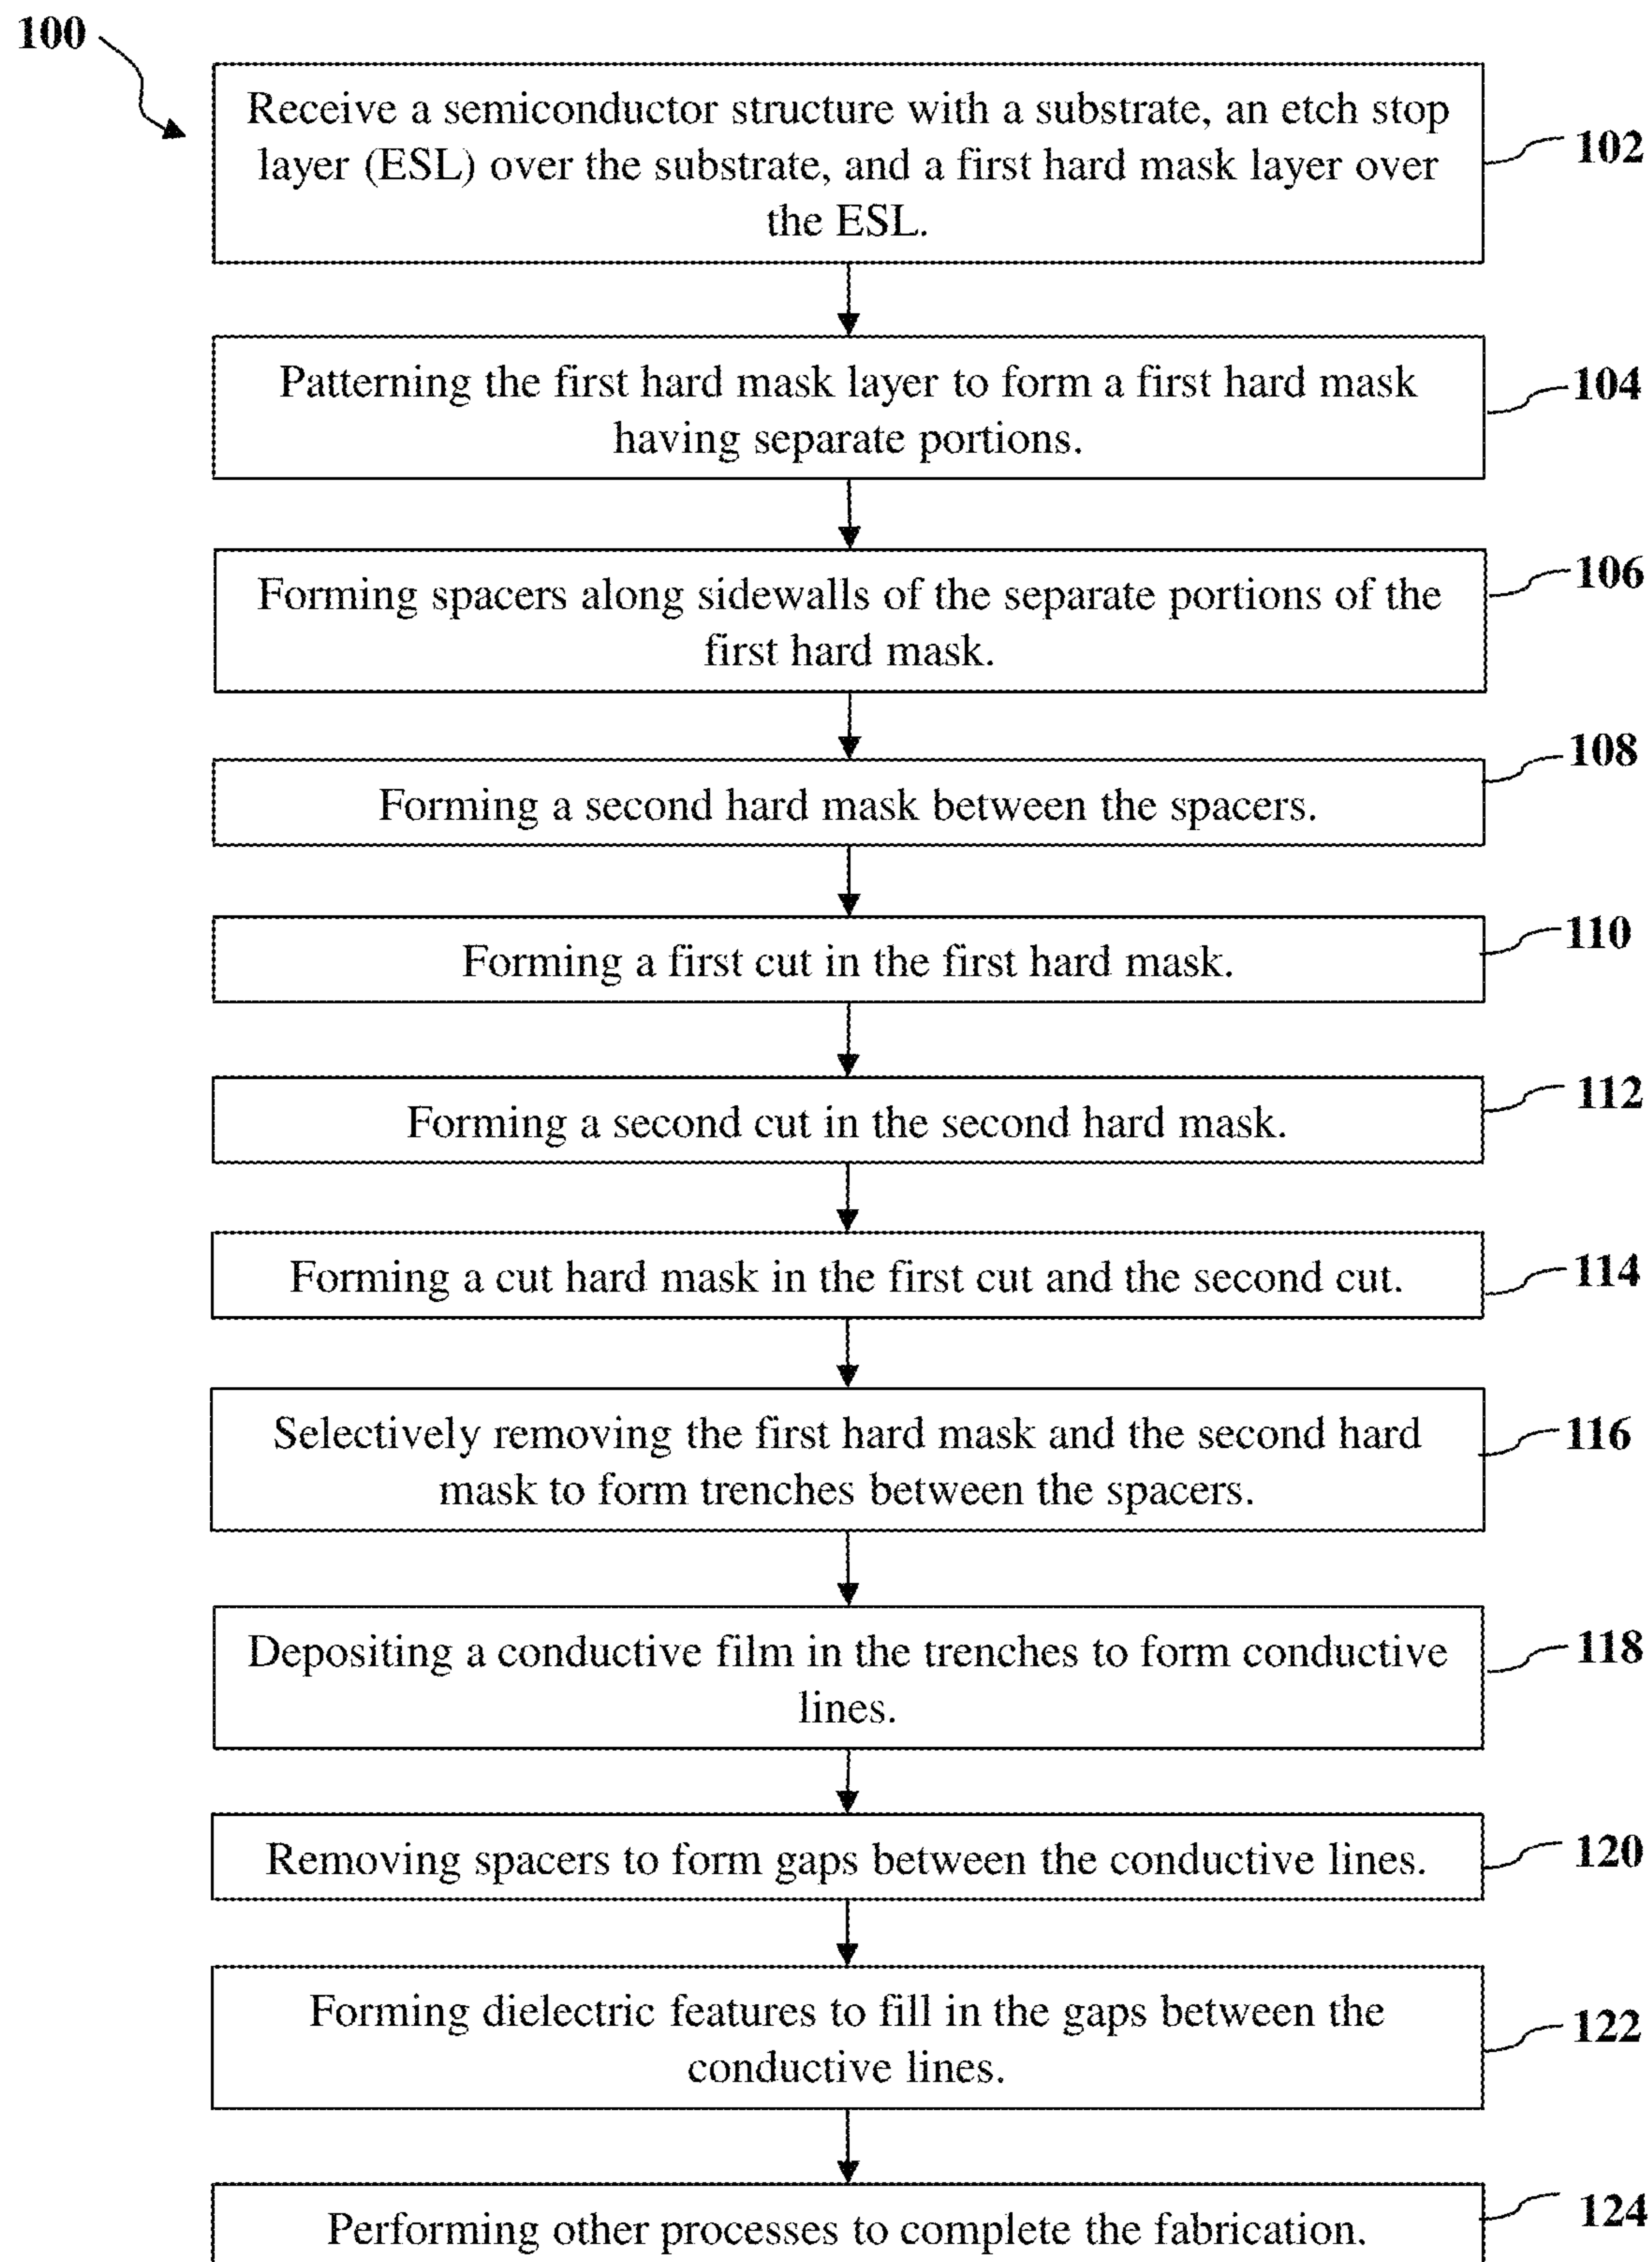 100
Receive a semiconductor structure with a substrate, an etch stop
layer (ESL) over the substrate, and a first hard mask layer over
the ESL.
102
Patterning the first hard mask layer to form a first hard mask
having separate portions.
104
Forming spacers along sidewalls of the separate portions of the
first hard mask.
106
Forming a second hard mask between the spacers.
108
Forming a first cut in the first hard mask.
110
Forming a second cut in the second hard mask.
112
Forming a cut hard mask in the first cut and the second cut.
114
Selectively removing the first hard mask and the second hard
mask to form trenches between the spacers.
116
Depositing a conductive film in the trenches to form conductive
lines.
118
Removing spacers to form gaps between the conductive lines.
120
Forming dielectric features to fill in the gaps between the
conductive lines.
122
Performing other processes to complete the fabrication.
124